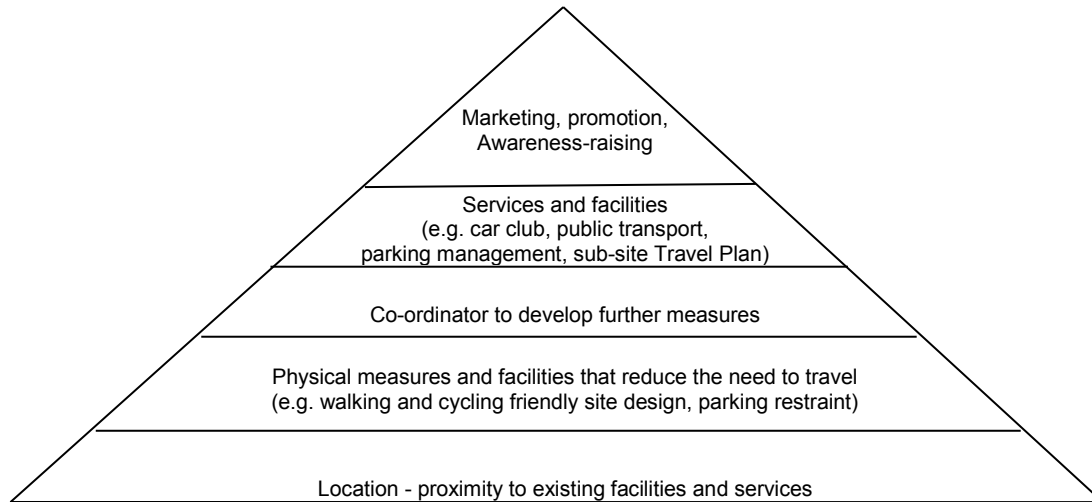 Marketing, promotion,
Awareness-raising
Services and facilities
(e.g. car club, public transport,
parking management, sub-site Travel Plan)
Co-ordinator to develop further measures
Physical measures and facilities that reduce the need to travel
(e.g. walking and cycling friendly site design, parking restraint)
Location - proximity to existing facilities and services